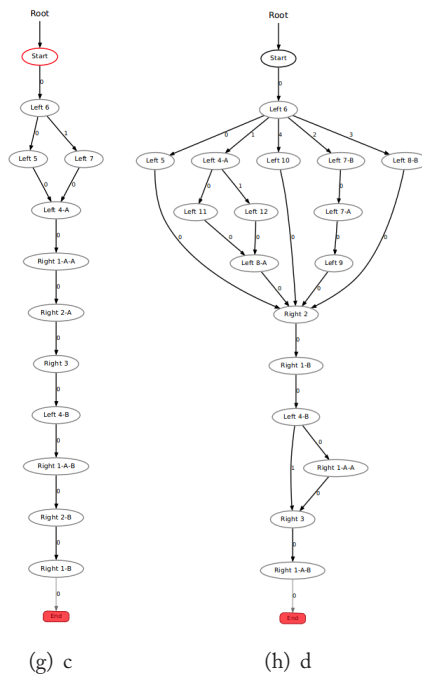 Root
Start
0
Left 6
0
1
Left 5
Left 7
0
0
Left 4-A
0
Right 1-A-A
0
Right 2-A
0
Right 3
0
Left 4-B
0
Right 1-A-B
0
Right 2-B
0
Right 1-B
0
End
(g) c
Root
Start
0
Left 6
0
1
4
2
3
Left 5
Left 4-A
Left 10
Left 7-B
Left 8-B
0
1
0
Left 11
Left 12
Left 7-A
0
0
0
Left 8-A
Left 9
0
0
0
0
0
Right 2
0
Right 1-B
0
Left 4-B
0
1
Right 1-A-A
0
Right 3
0
Right 1-A-B
0
End
(h) d